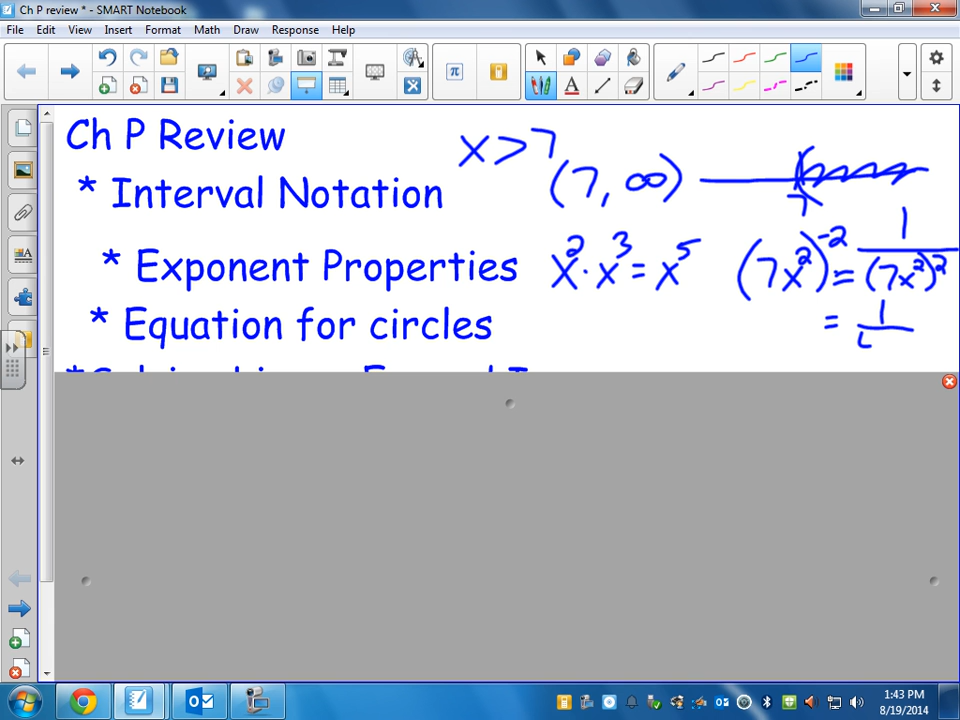 Ch P review * - SMART Notebook
File Edit View Insert Format Math Draw Response Help
Ch P Review
x > 7
* Interval Notation
(7, ∞)
7
* Exponent Properties
x² · x³ = x⁵
(7x²)⁻² = 1/(7x²)²
= 1/
* Equation for circles
1:43 PM
8/19/2014